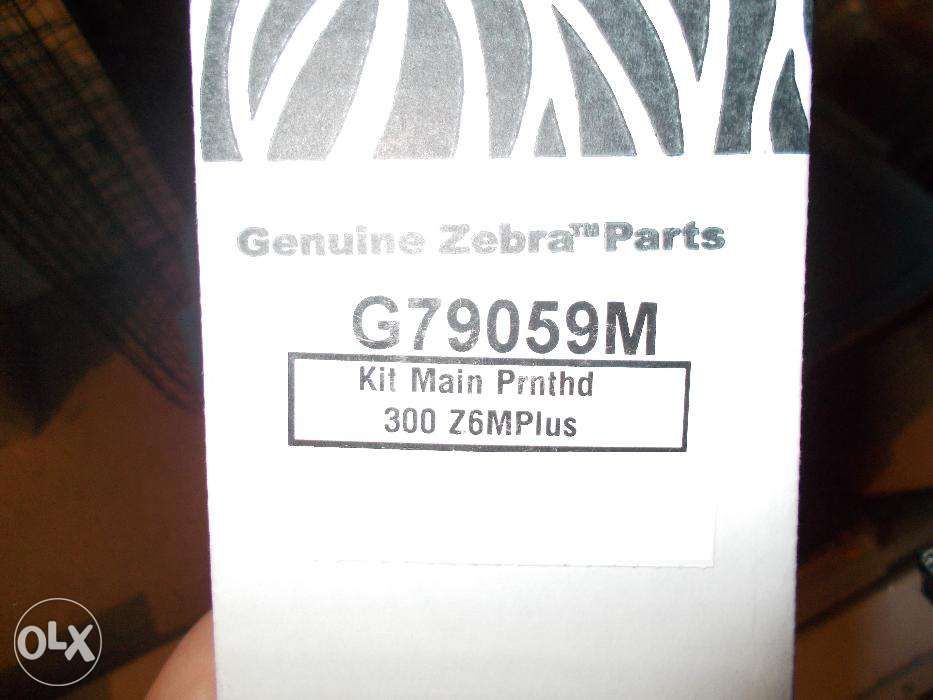 Genuine Zebra™ Parts
G79059M
Kit Main Prnthd
300 Z6MPlus
OLX